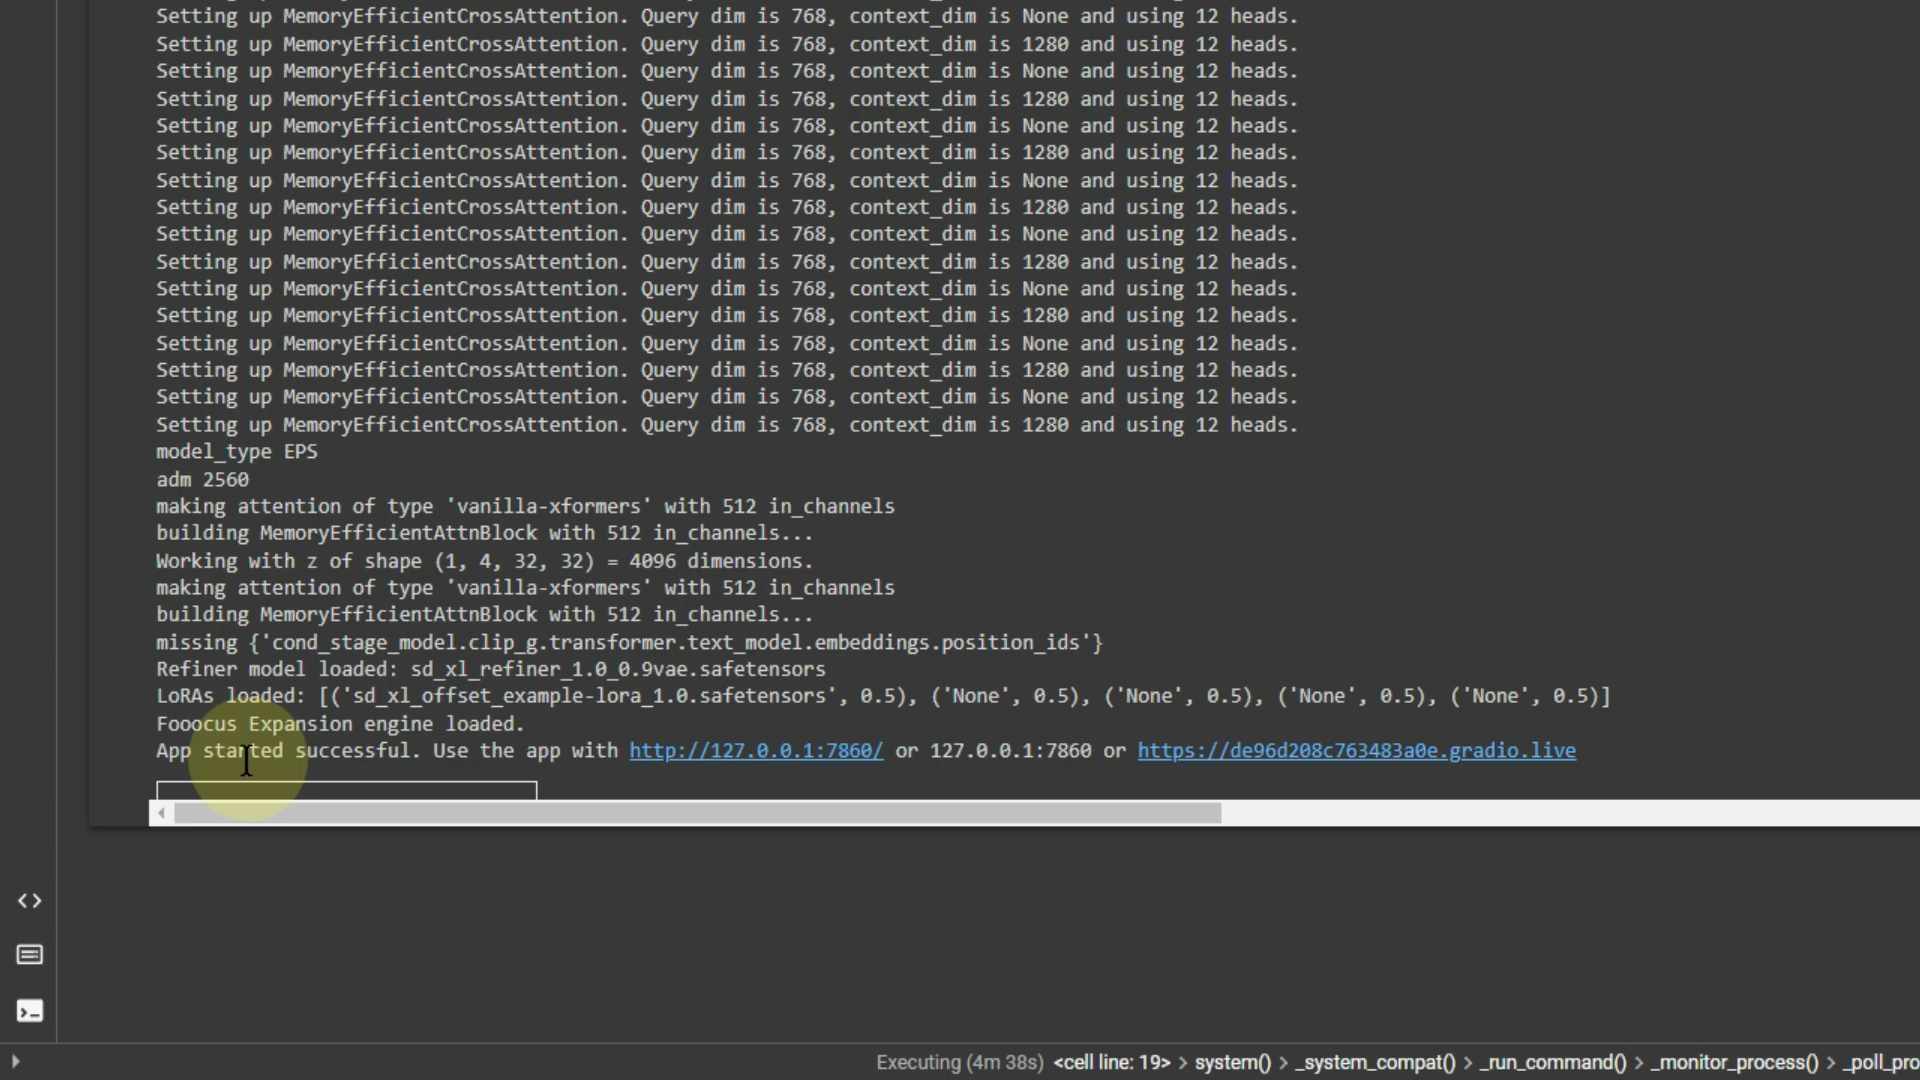 Setting up MemoryEfficientCrossAttention. Query dim is 768, context_dim is None and using 12 heads.
Setting up MemoryEfficientCrossAttention. Query dim is 768, context_dim is 1280 and using 12 heads.
Setting up MemoryEfficientCrossAttention. Query dim is 768, context_dim is None and using 12 heads.
Setting up MemoryEfficientCrossAttention. Query dim is 768, context_dim is 1280 and using 12 heads.
Setting up MemoryEfficientCrossAttention. Query dim is 768, context_dim is None and using 12 heads.
Setting up MemoryEfficientCrossAttention. Query dim is 768, context_dim is 1280 and using 12 heads.
Setting up MemoryEfficientCrossAttention. Query dim is 768, context_dim is None and using 12 heads.
Setting up MemoryEfficientCrossAttention. Query dim is 768, context_dim is 1280 and using 12 heads.
Setting up MemoryEfficientCrossAttention. Query dim is 768, context_dim is None and using 12 heads.
Setting up MemoryEfficientCrossAttention. Query dim is 768, context_dim is 1280 and using 12 heads.
Setting up MemoryEfficientCrossAttention. Query dim is 768, context_dim is None and using 12 heads.
Setting up MemoryEfficientCrossAttention. Query dim is 768, context_dim is 1280 and using 12 heads.
Setting up MemoryEfficientCrossAttention. Query dim is 768, context_dim is None and using 12 heads.
Setting up MemoryEfficientCrossAttention. Query dim is 768, context_dim is 1280 and using 12 heads.
Setting up MemoryEfficientCrossAttention. Query dim is 768, context_dim is None and using 12 heads.
Setting up MemoryEfficientCrossAttention. Query dim is 768, context_dim is 1280 and using 12 heads.
model_type EPS
adm 2560
making attention of type 'vanilla-xformers' with 512 in_channels
building MemoryEfficientAttnBlock with 512 in_channels...
Working with z of shape (1, 4, 32, 32) = 4096 dimensions.
making attention of type 'vanilla-xformers' with 512 in_channels
building MemoryEfficientAttnBlock with 512 in_channels...
missing {'cond_stage_model.clip_g.transformer.text_model.embeddings.position_ids'}
Refiner model loaded: sd_xl_refiner_1.0_0.9vae.safetensors
LoRAs loaded: [('sd_xl_offset_example-lora_1.0.safetensors', 0.5), ('None', 0.5), ('None', 0.5), ('None', 0.5), ('None', 0.5)]
Fooocus Expansion engine loaded.
App started successful. Use the app with http://127.0.0.1:7860/ or 127.0.0.1:7860 or https://de96d208c763483a0e.gradio.live
Executing (4m 38s) <cell line: 19> > system() > _system_compat() > _run_command() > _monitor_process() > _poll_pro